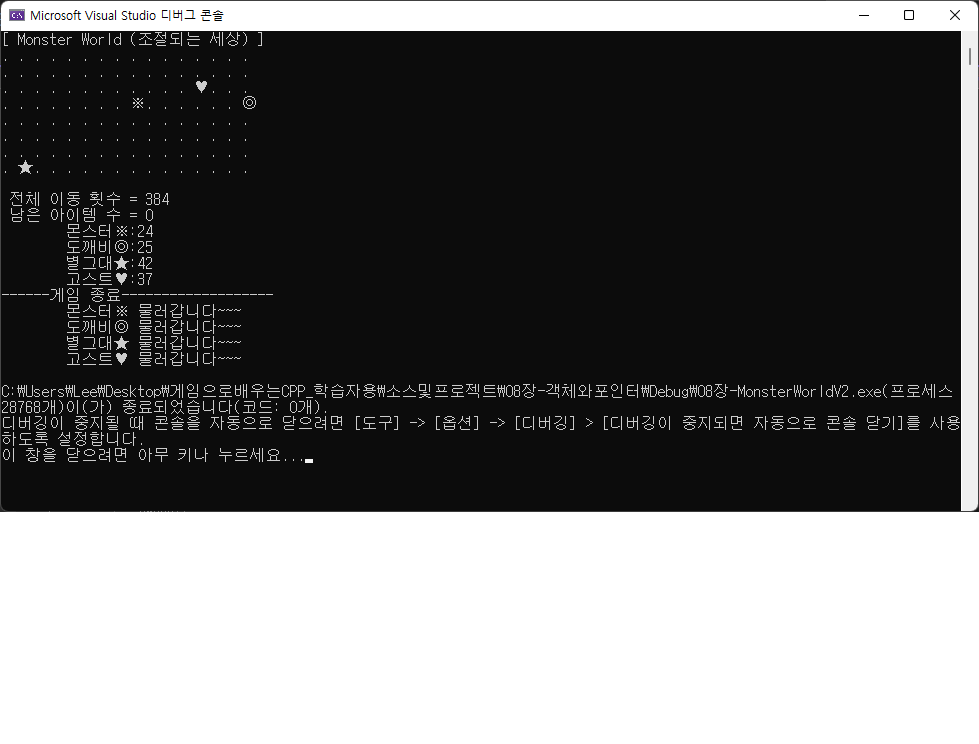 Microsoft Visual Studio 디버그 콘솔
[ Monster World (조절되는 세상) ]
. . . . . . . . . . . . . . . .
. . . . . . . . . . . . . . . .
. . . . . . . . . . . . ♥. . .
. . . . . . . . ※. . . . . . ◎
. . . . . . . . . . . . . . . .
. . . . . . . . . . . . . . . .
. . . . . . . . . . . . . . . .
. ★. . . . . . . . . . . . . .
전체 이동 횟수 = 384
남은 아이템 수 = 0
몬스터※:24
도깨비◎:25
별그대★:42
고스트♥:37
------게임 종료-------------------
몬스터※ 물러갑니다~~~
도깨비◎ 물러갑니다~~~
별그대★ 물러갑니다~~~
고스트♥ 물러갑니다~~~
C:₩Users₩Lee₩Desktop₩게임으로배우는CPP_학습자용₩소스및프로젝트₩08장-객체와포인터₩Debug₩08장-MonsterWorldV2.exe(프로세스
28768개)이(가) 종료되었습니다(코드: 0개).
디버깅이 중지될 때 콘솔을 자동으로 닫으려면 [도구] -> [옵션] -> [디버깅] > [디버깅이 중지되면 자동으로 콘솔 닫기]를 사용
하도록 설정합니다.
이 창을 닫으려면 아무 키나 누르세요...